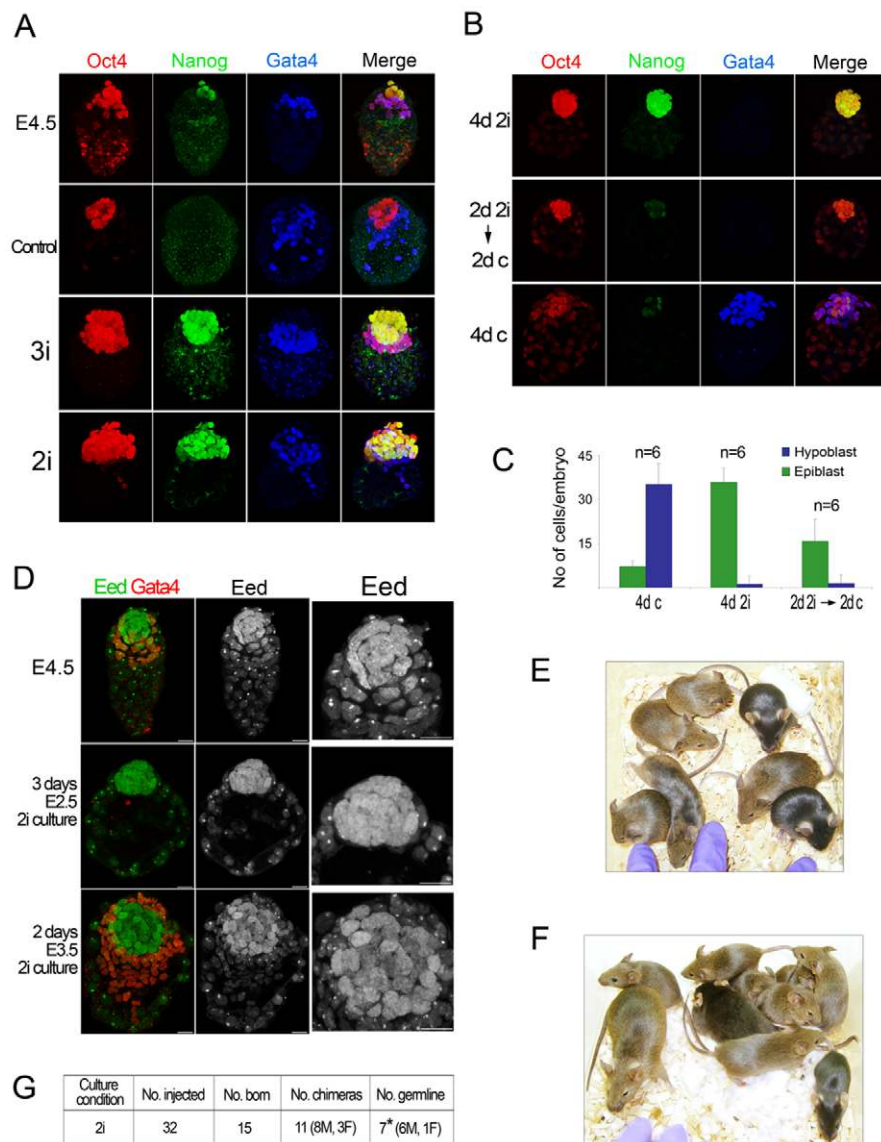 A
Oct4 Nanog Gata4 Merge
E4.5
Control
3i
2i
B
Oct4 Nanog Gata4 Merge
4d 2i
2d 2i
2d c
4d c
C
No of cells/embryo
45
30
15
n=6 n=6 n=6
Hypoblast
Epiblast
4d c 4d 2i 2d 2i → 2d c
D
Eed Gata4 Eed Eed
E4.5
3 days
E2.5
2i culture
2 days
E3.5
2i culture
E
F
G
Culture condition No. injected No. born No. chimeras No. germline
2i 32 15 11 (8M, 3F) 7* (6M, 1F)